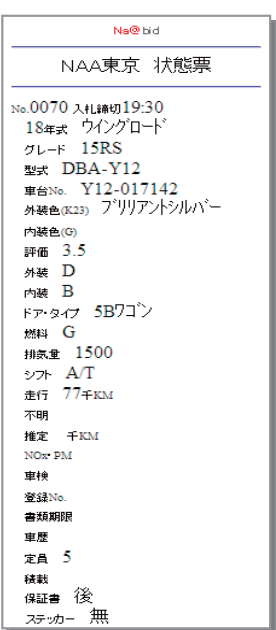 Na@bid
NAA東京 状態票
No.0070 入札締切19:30
18年式 ウイングロード
グレード 15RS
型式 DBA-Y12
車台No. Y12-017142
外装色(K23) ブリリアントシルバー
内装色(G)
評価 3.5
外装 D
内装 B
ドア・タイプ 5Bワゴン
燃料 G
排気量 1500
シフト A/T
走行 77千KM
不明
推定 千KM
NOx・PM
車検
登録No.
書類期限
車歴
定員 5
積載
保証書 後
ステッカー 無